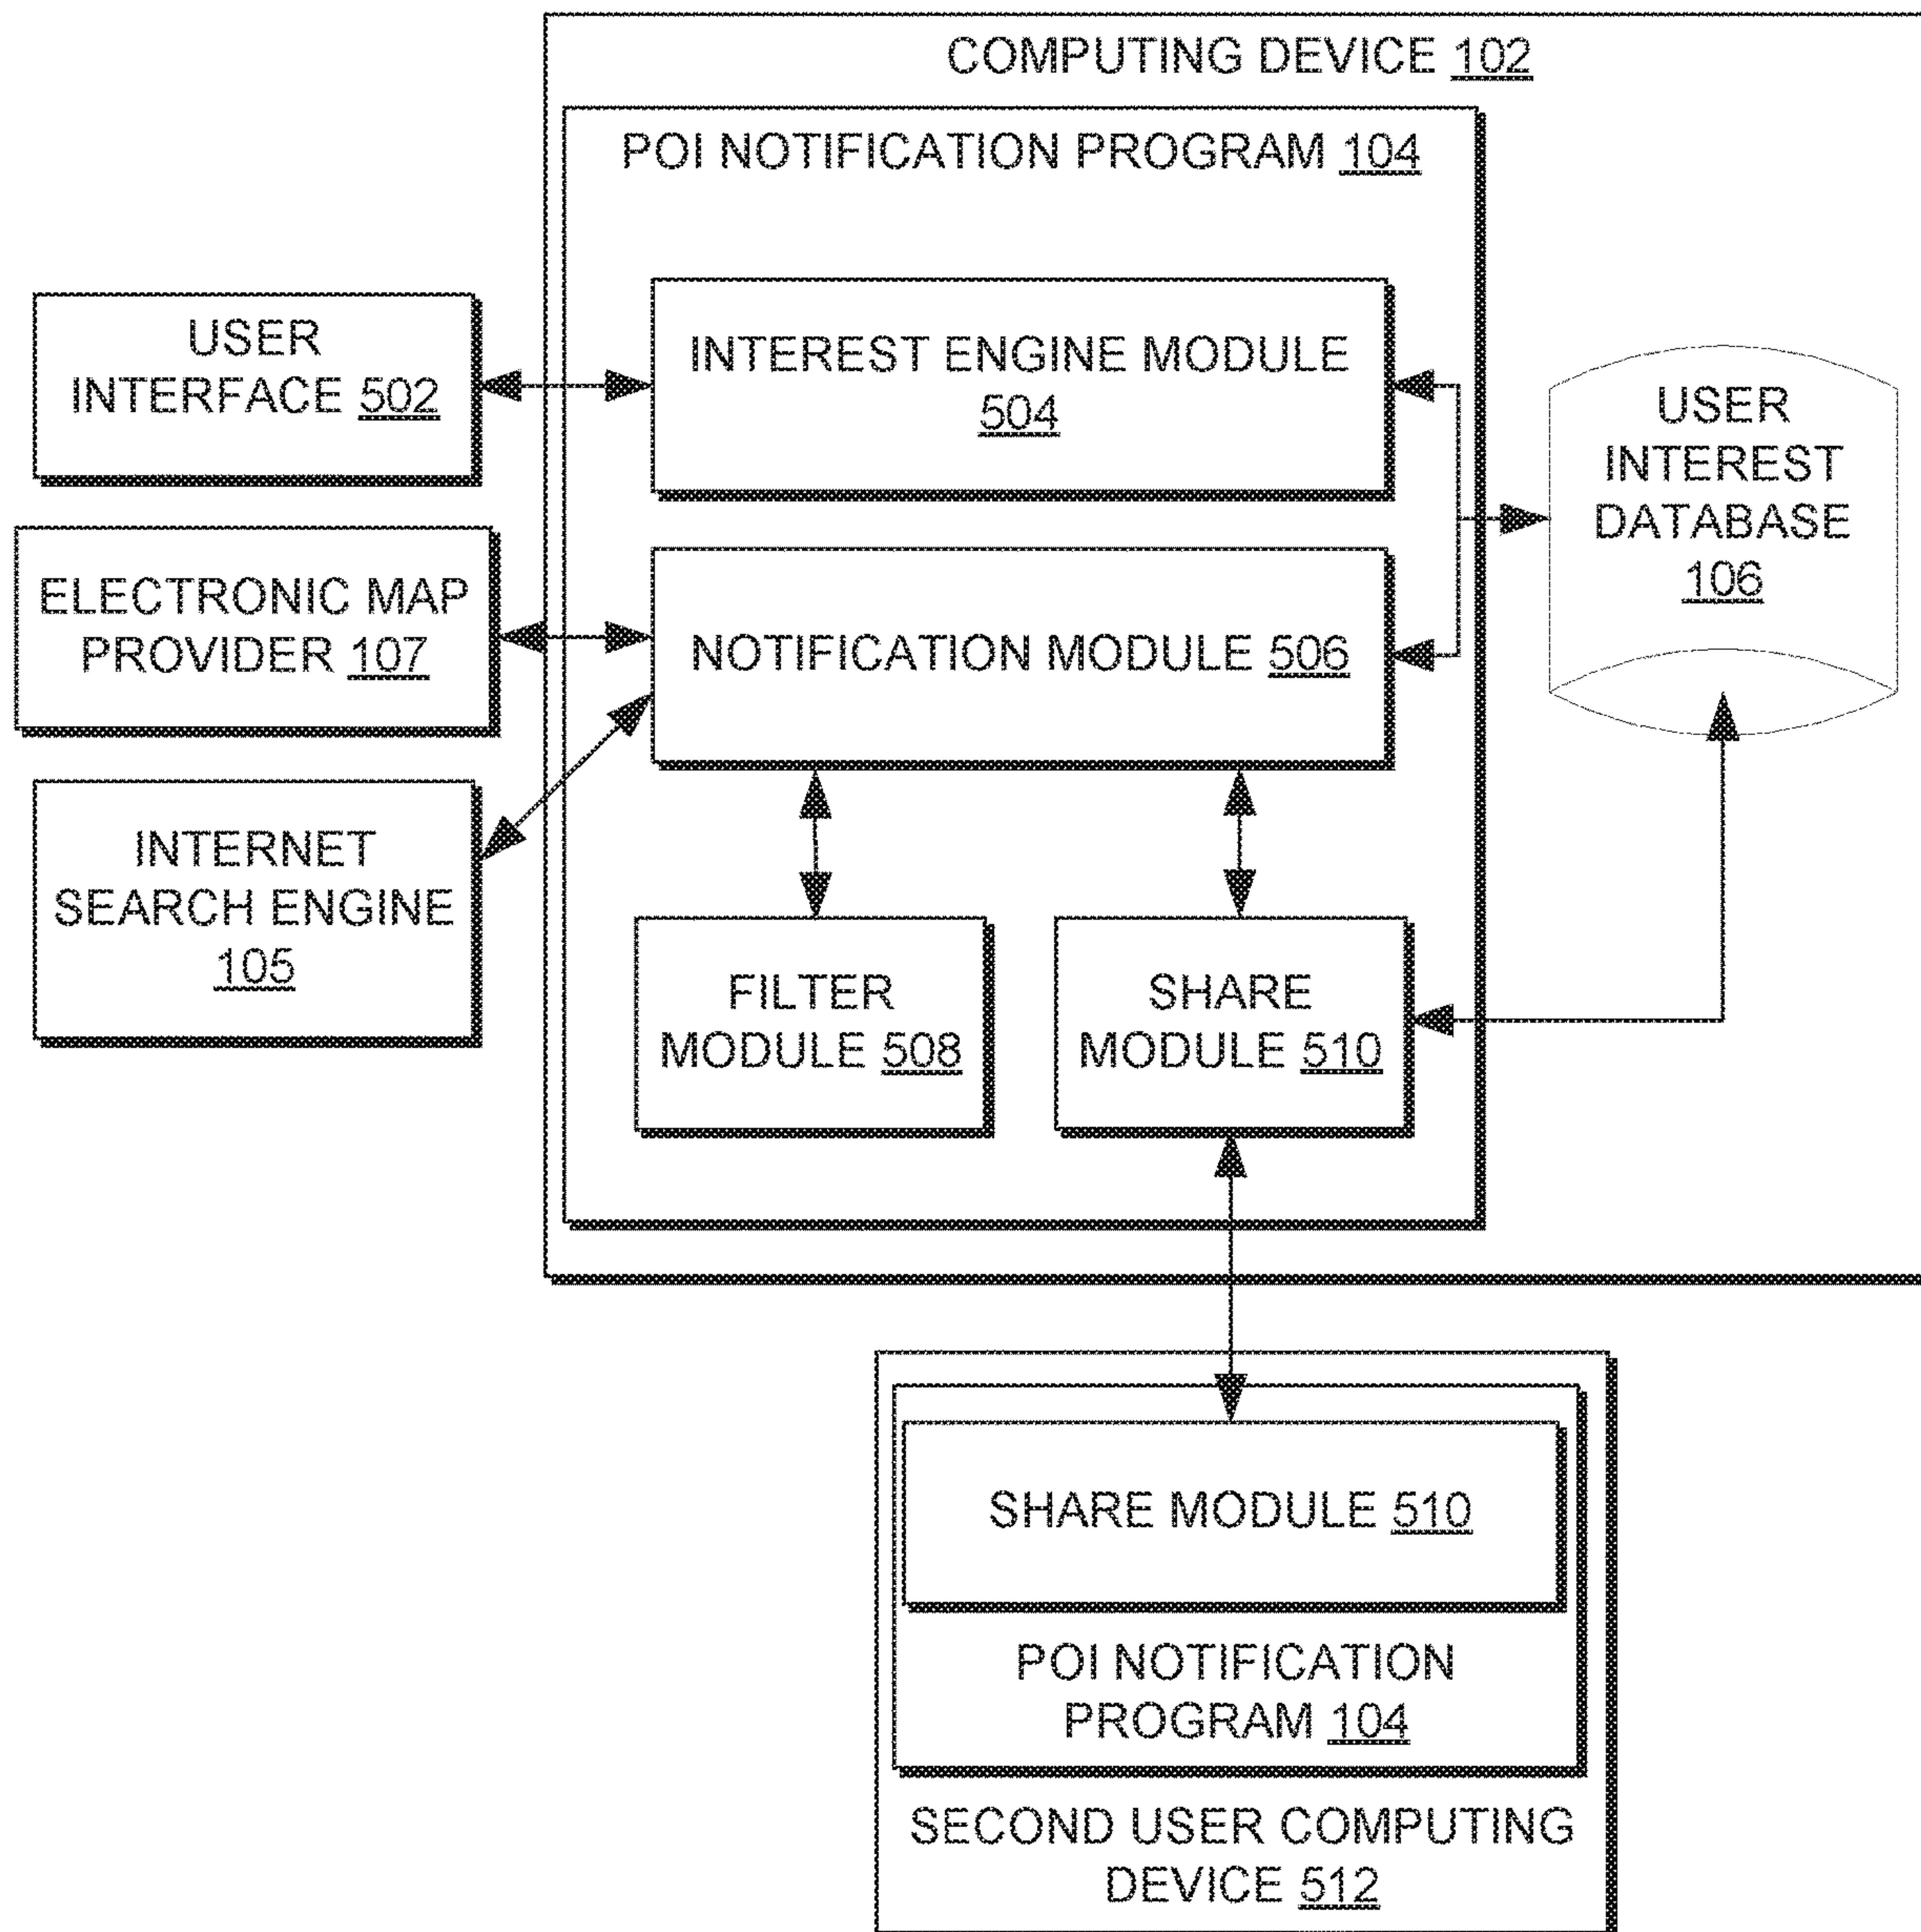 COMPUTING DEVICE 102
POI NOTIFICATION PROGRAM 104
USER
INTERFACE 502
INTEREST ENGINE MODULE
504
USER
INTEREST
DATABASE
106
ELECTRONIC MAP
PROVIDER 107
NOTIFICATION MODULE 506
INTERNET
SEARCH ENGINE
105
FILTER
MODULE 508
SHARE
MODULE 510
SHARE MODULE 510
POI NOTIFICATION
PROGRAM 104
SECOND USER COMPUTING
DEVICE 512